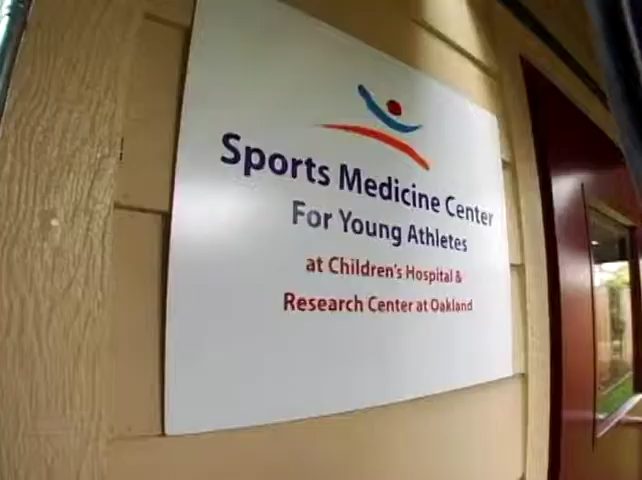 Sports Medicine Center
For Young Athletes
at Children's Hospital &
Research Center at Oakland